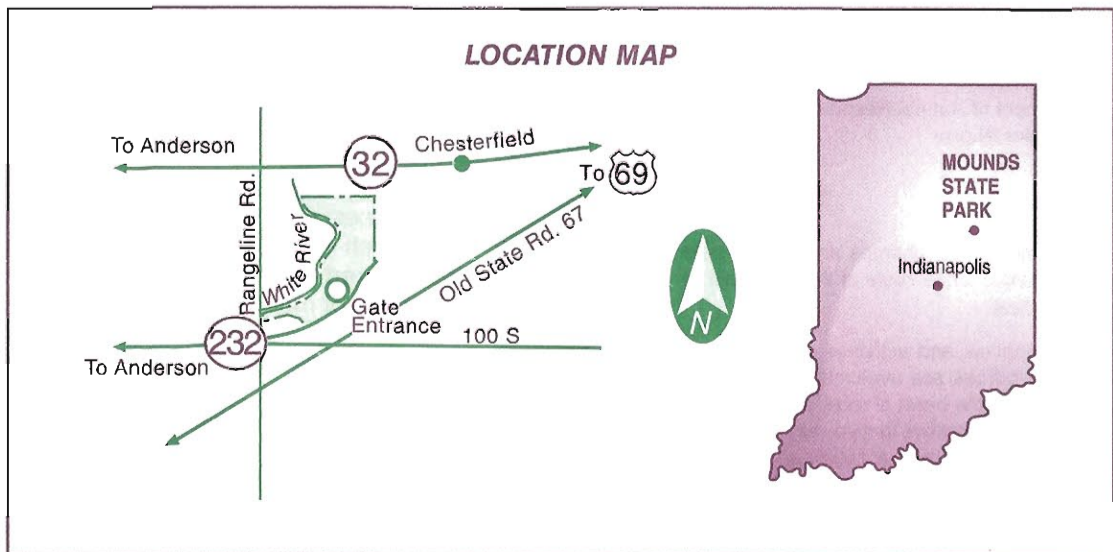 LOCATION MAP
To Anderson
32
Chesterfield
To 69
Rangeline Rd.
White River
Old State Rd. 67
Gate
Entrance
232
100 S
To Anderson
N
MOUNDS
STATE
PARK
Indianapolis